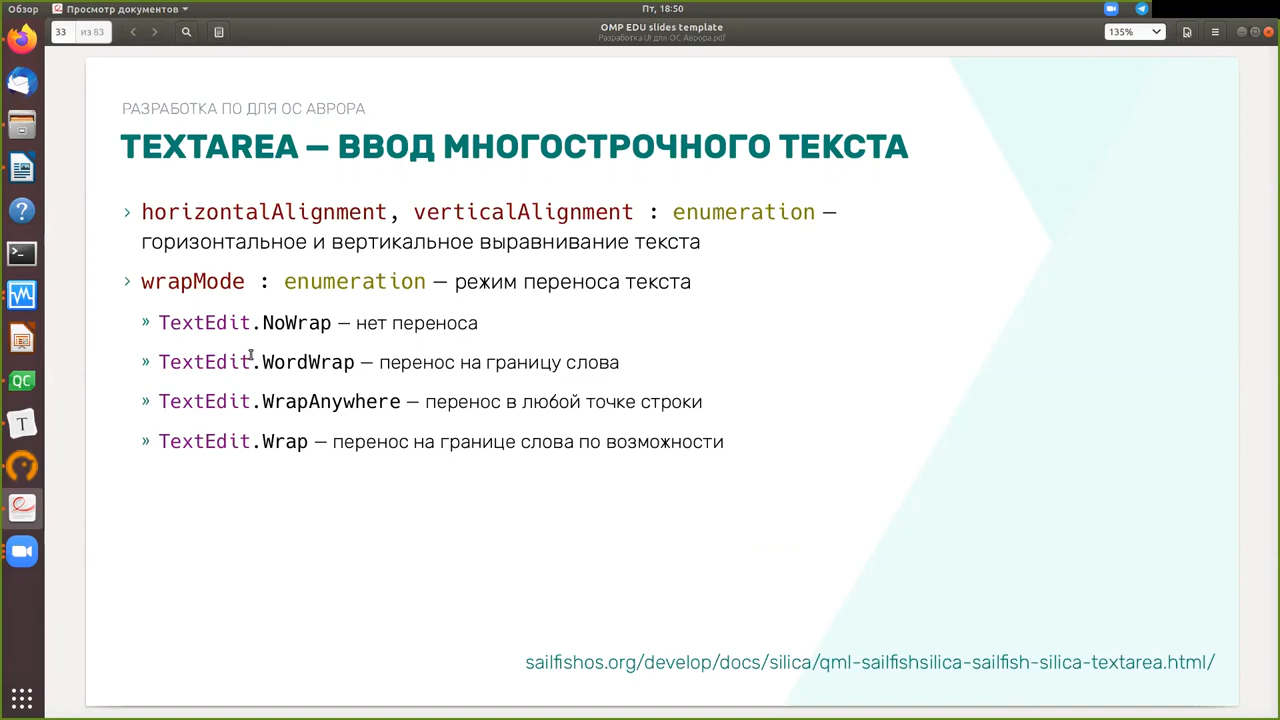 Обзор
Просмотр документов
Пт, 18:50
33
из 83
OMP EDU slides template
Разработка UI для ОС Аврора.pdf
135%
РАЗРАБОТКА ПО ДЛЯ ОС АВРОРА
TEXTAREA — ВВОД МНОГОСТРОЧНОГО ТЕКСТА
› horizontalAlignment, verticalAlignment : enumeration —
горизонтальное и вертикальное выравнивание текста
› wrapMode : enumeration — режим переноса текста
» TextEdit.NoWrap — нет переноса
» TextEdit.WordWrap — перенос на границу слова
» TextEdit.WrapAnywhere — перенос в любой точке строки
» TextEdit.Wrap — перенос на границе слова по возможности
sailfishos.org/develop/docs/silica/qml-sailfishsilica-sailfish-silica-textarea.html/
QC
T